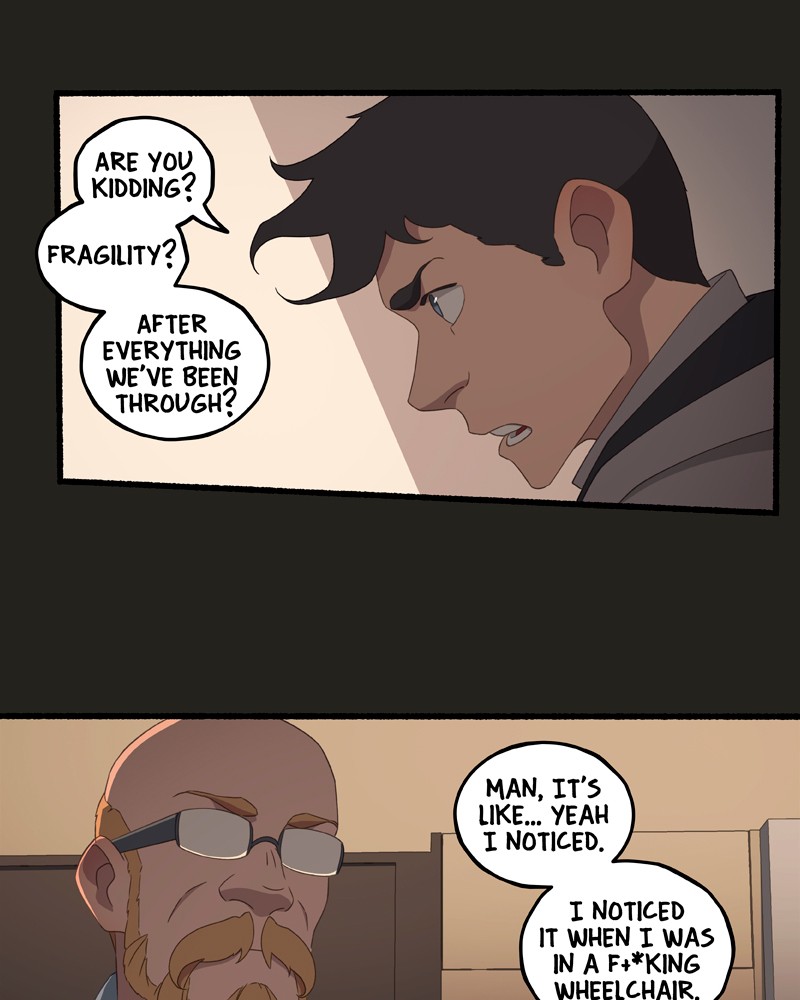 ARE YOU
KIDDING?
FRAGILITY?
AFTER
EVERYTHING
WE'VE BEEN
THROUGH?
MAN, IT'S
LIKE... YEAH
I NOTICED.
I NOTICED
IT WHEN I WAS
IN A F+*KING
WHEELCHAIR.